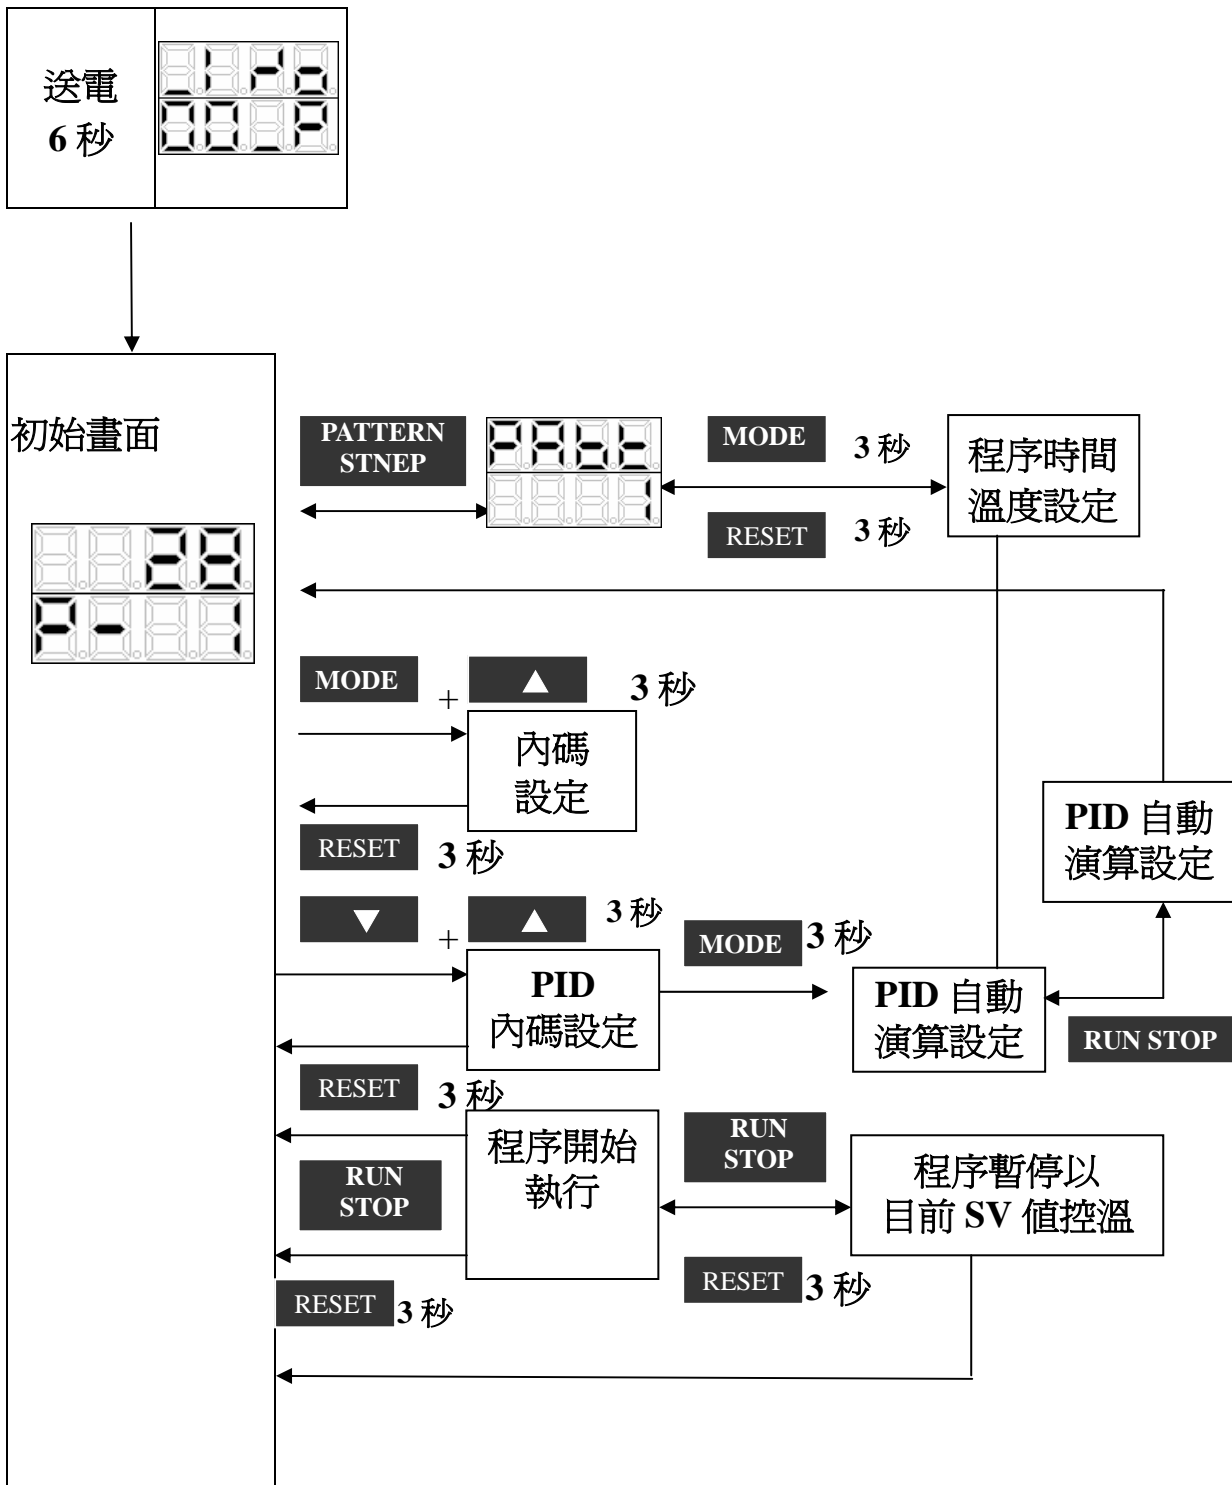 送電
6 秒
初始畫面
28
P- 1
PATTERN
STNEP
1
MODE
3 秒
RESET
3 秒
程序時間
溫度設定
MODE
+
▲
3 秒
內碼
設定
RESET
3 秒
PID 自動
演算設定
▼
+
▲
3 秒
PID
內碼設定
MODE
3 秒
PID 自動
演算設定
RUN STOP
RESET
3 秒
程序開始
執行
RUN
STOP
RUN
STOP
程序暫停以
目前 SV 值控溫
RESET
3 秒
RESET
3 秒